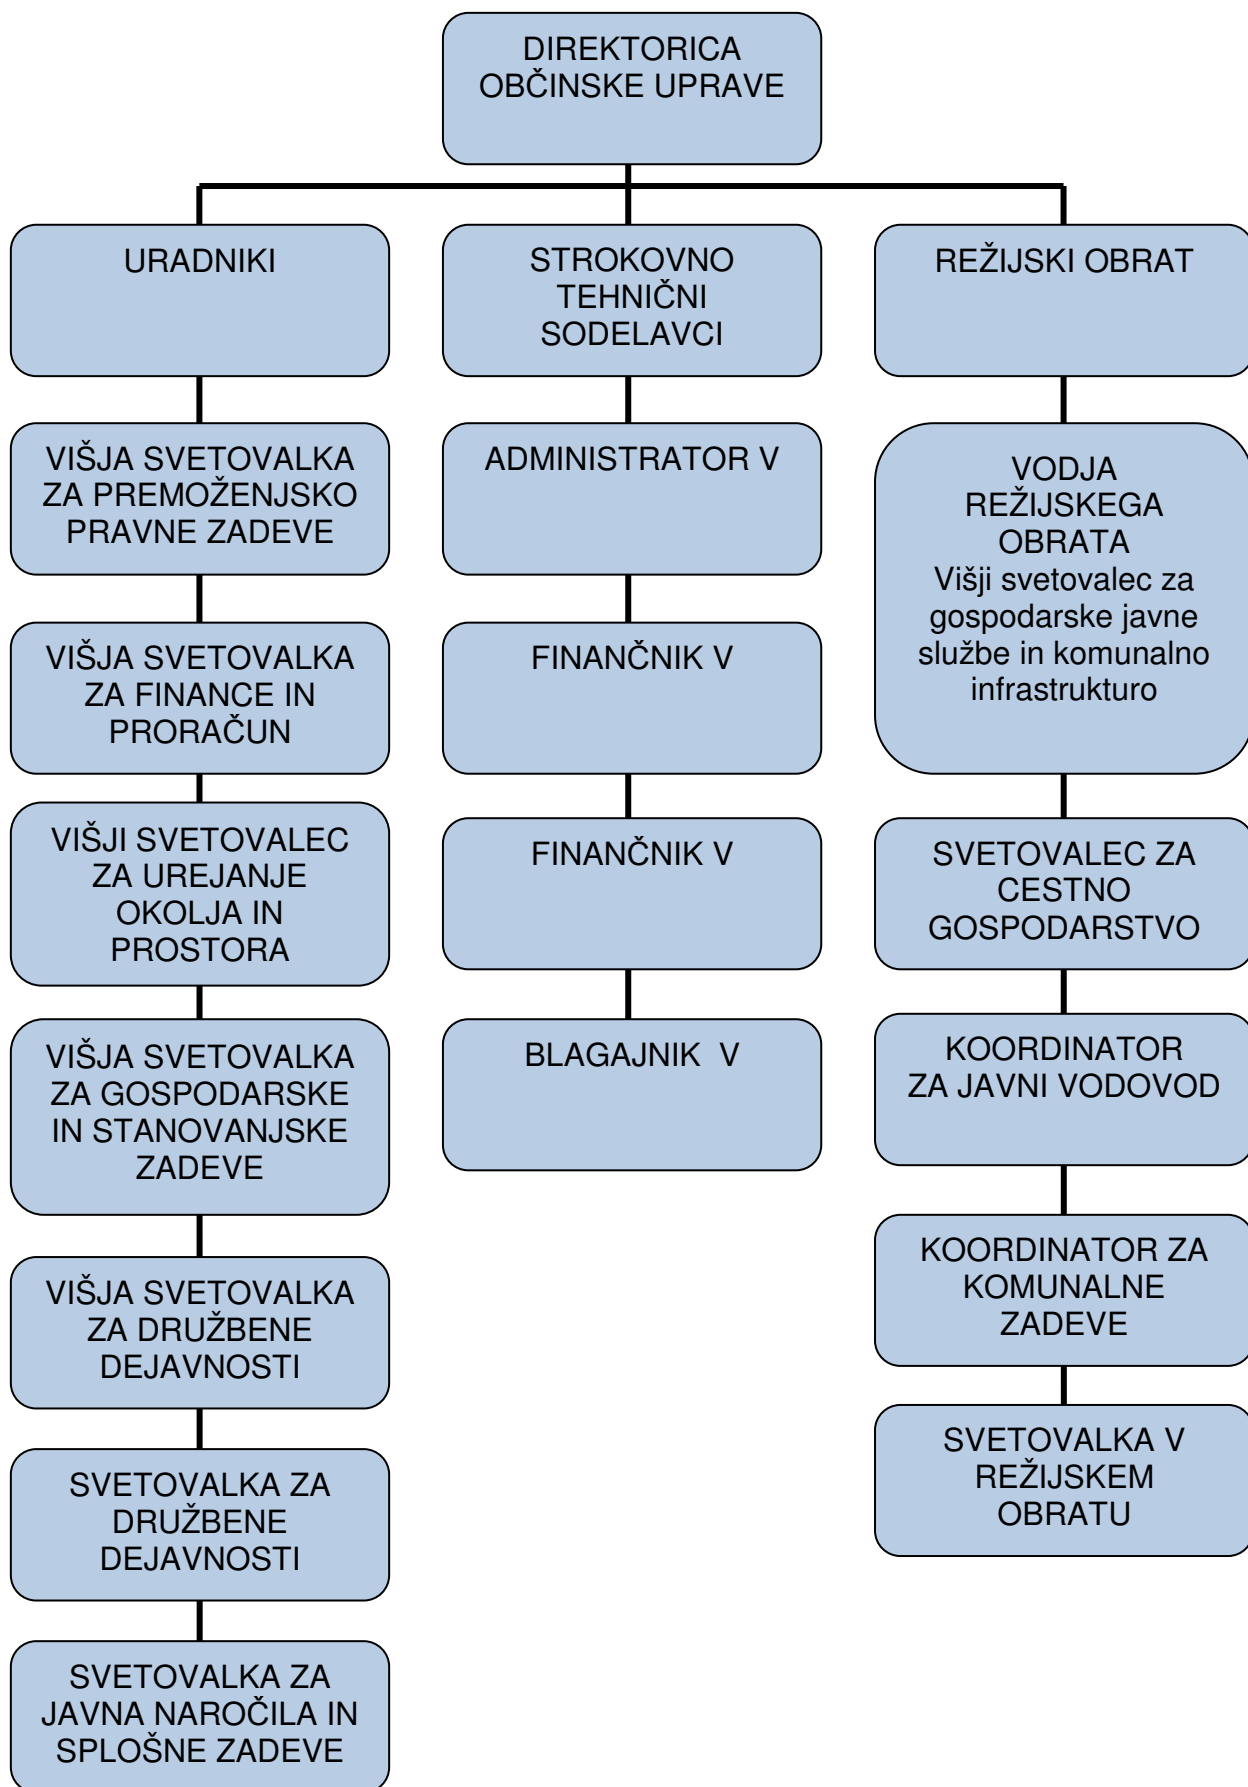 DIREKTORICA
OBČINSKE UPRAVE
URADNIKI
VIŠJA SVETOVALKA
ZA PREMOŽENJSKO
PRAVNE ZADEVE
VIŠJA SVETOVALKA
ZA FINANCE IN
PRORAČUN
VIŠJI SVETOVALEC
ZA UREJANJE
OKOLJA IN
PROSTORA
VIŠJA SVETOVALKA
ZA GOSPODARSKE
IN STANOVANJSKE
ZADEVE
VIŠJA SVETOVALKA
ZA DRUŽBENE
DEJAVNOSTI
SVETOVALKA ZA
DRUŽBENE
DEJAVNOSTI
SVETOVALKA ZA
JAVNA NAROČILA IN
SPLOŠNE ZADEVE
STROKOVNO
TEHNIČNI
SODELAVCI
ADMINISTRATOR V
FINANČNIK V
FINANČNIK V
BLAGAJNIK  V
REŽIJSKI OBRAT
VODJA
REŽIJSKEGA
OBRATA
Višji svetovalec za
gospodarske javne
službe in komunalno
infrastrukturo
SVETOVALEC ZA
CESTNO
GOSPODARSTVO
KOORDINATOR
ZA JAVNI VODOVOD
KOORDINATOR ZA
KOMUNALNE
ZADEVE
SVETOVALKA V
REŽIJSKEM
OBRATU